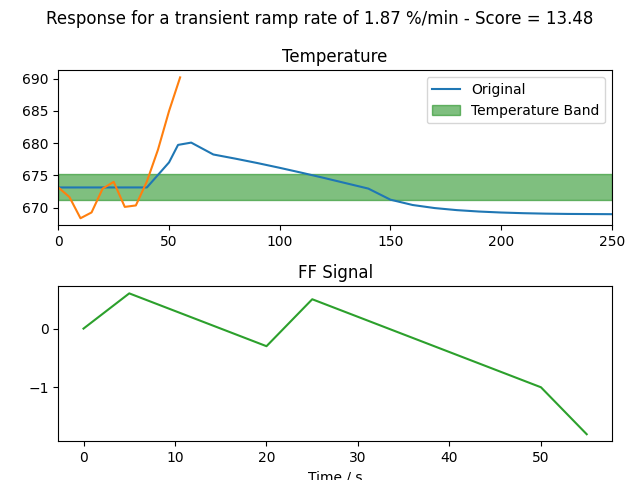 Response for a transient ramp rate of 1.87 %/min - Score = 13.48
Temperature
690
685
680
675
670
Original
Temperature Band
0 50 100 150 200 250
FF Signal
0
−1
0 10 20 30 40 50
Time / s